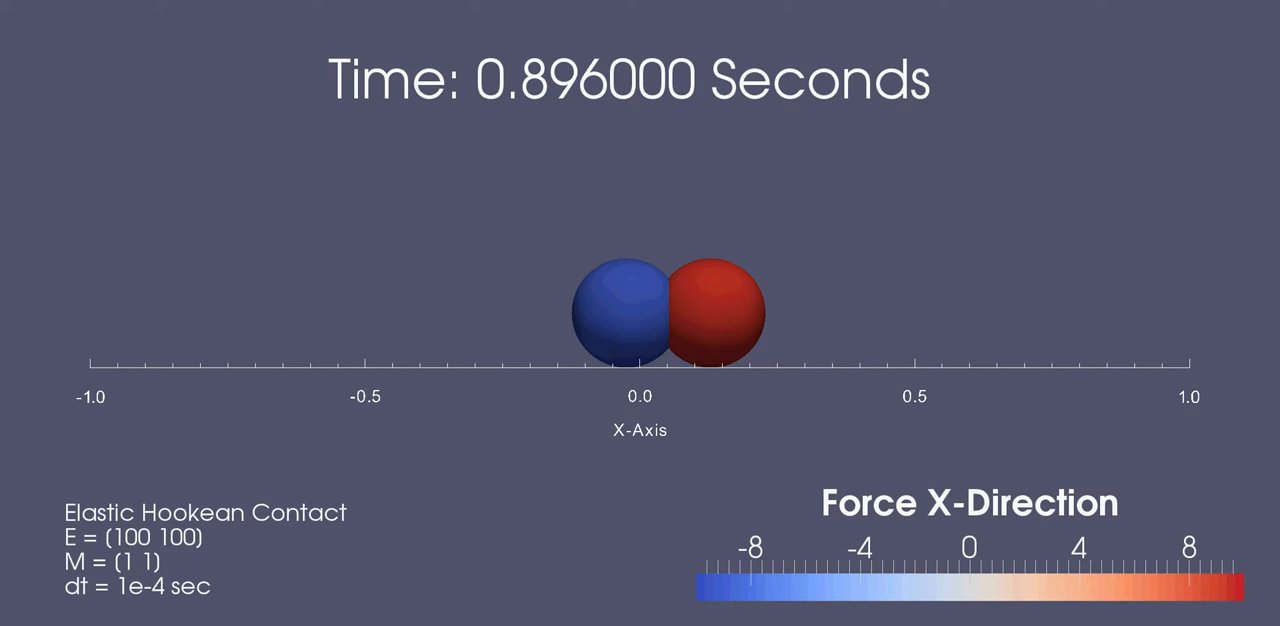 Time: 0.896000 Seconds
-1.0 -0.5 0.0 0.5 1.0
X-Axis
Elastic Hookean Contact
E = (100 100)
M = (1 1)
dt = 1e-4 sec
Force X-Direction
-8 -4 0 4 8